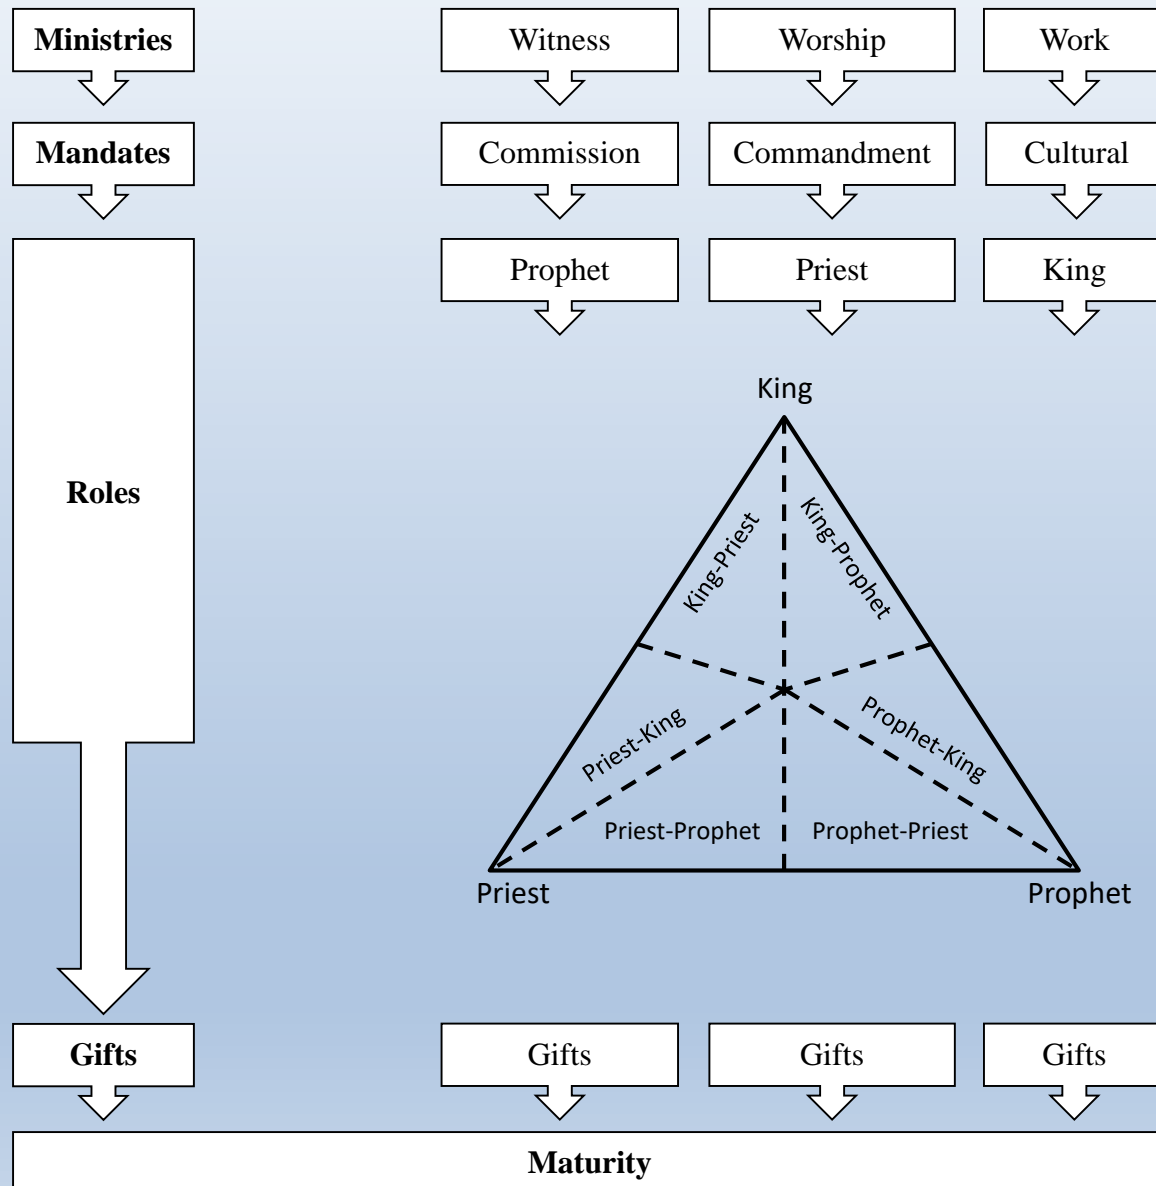 Ministries
Witness
Worship
Work
Mandates
Commission
Commandment
Cultural
Prophet
Priest
King
Roles
King
King-Priest
King-Prophet
Priest-King
Prophet-King
Priest-Prophet
Prophet-Priest
Priest
Prophet
Gifts
Gifts
Gifts
Gifts
Maturity